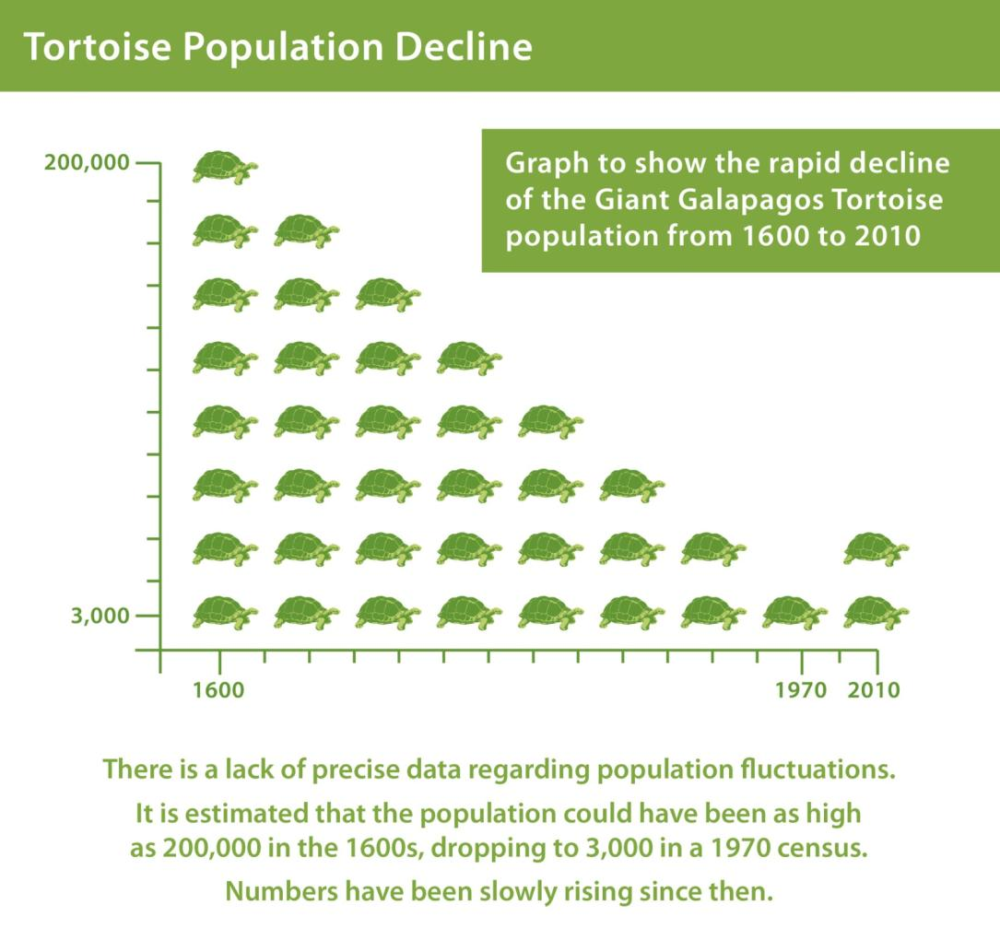 Tortoise Population Decline
Graph to show the rapid decline
of the Giant Galapagos Tortoise
population from 1600 to 2010
200,000
3,000
1600
1970
2010
There is a lack of precise data regarding population fluctuations.
It is estimated that the population could have been as high
as 200,000 in the 1600s, dropping to 3,000 in a 1970 census.
Numbers have been slowly rising since then.